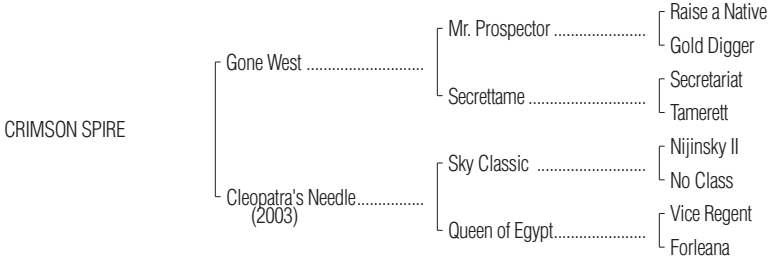 Raise a Native
Mr. Prospector ........................
Gold Digger
Gone West ............................
Secretariat
Secrettame ..............................
Tamerett
CRIMSON SPIRE
Nijinsky II
Sky Classic ............................
No Class
Cleopatra's Needle.................
(2003)
Vice Regent
Queen of Egypt........................
Forleana